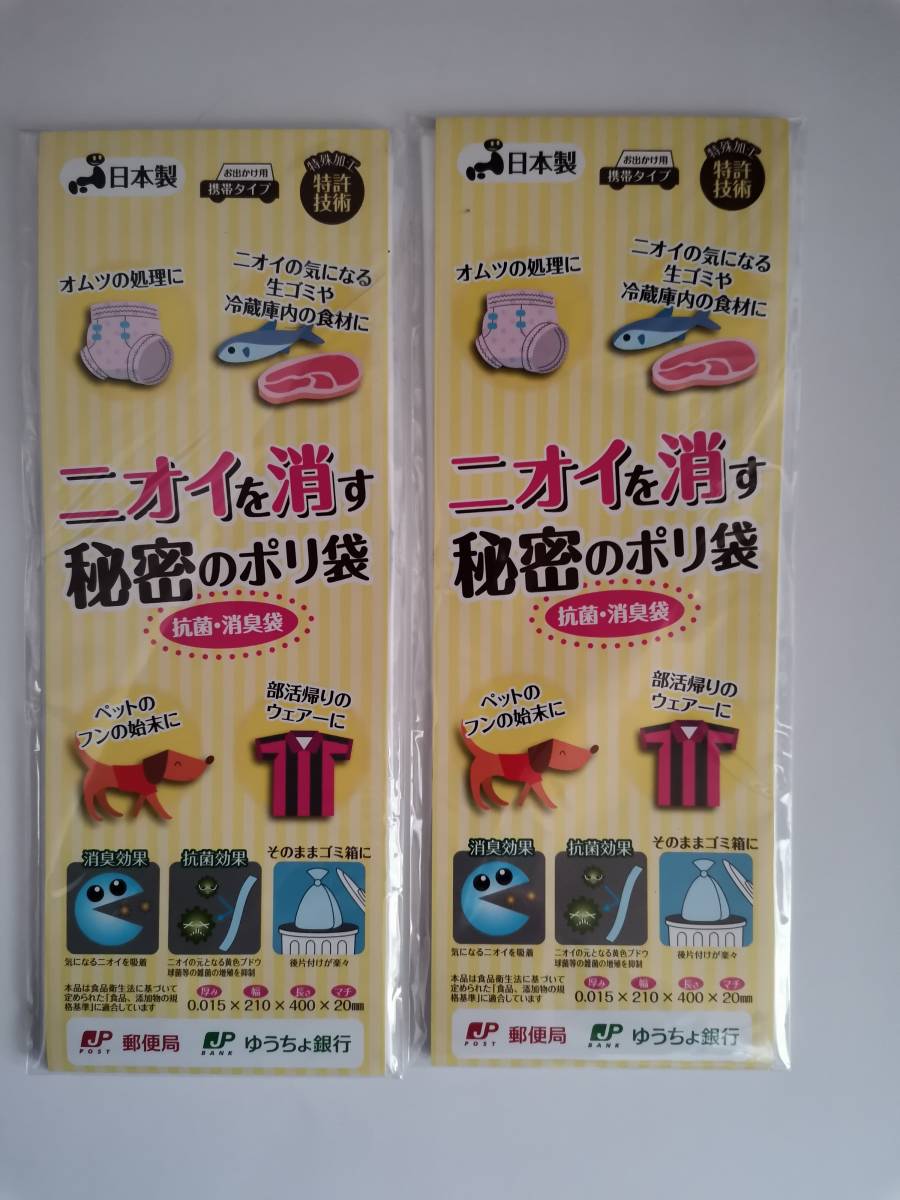 日本製
お出かけ用
携帯タイプ
特殊加工
特許
技術
オムツの処理に
ニオイの気になる
生ゴミや
冷蔵庫内の食材に
ニオイを消す
秘密のポリ袋
抗菌・消臭袋
ペットの
フンの始末に
部活帰りの
ウェアーに
消臭効果
気になるニオイを吸着
抗菌効果
ニオイの元となる黄色ブドウ
球菌等の雑菌の増殖を抑制
そのままゴミ箱に
後片付けが楽々
本品は食品衛生法に基づいて
定められた「食品、添加物の規
格基準」に適合しています
厚み 幅 長さ マチ
0.015×210×400×20mm
JP POST 郵便局 JP BANK ゆうちょ銀行
日本製
お出かけ用
携帯タイプ
特殊加工
特許
技術
オムツの処理に
ニオイの気になる
生ゴミや
冷蔵庫内の食材に
ニオイを消す
秘密のポリ袋
抗菌・消臭袋
ペットの
フンの始末に
部活帰りの
ウェアーに
消臭効果
気になるニオイを吸着
抗菌効果
ニオイの元となる黄色ブドウ
球菌等の雑菌の増殖を抑制
そのままゴミ箱に
後片付けが楽々
本品は食品衛生法に基づいて
定められた「食品、添加物の規
格基準」に適合しています
厚み 幅 長さ マチ
0.015×210×400×20mm
JP POST 郵便局 JP BANK ゆうちょ銀行